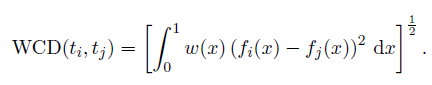 WCD(t_i, t_j) = [∫_0^1 w(x) (f_i(x) − f_j(x))^2 dx]^{1/2} .